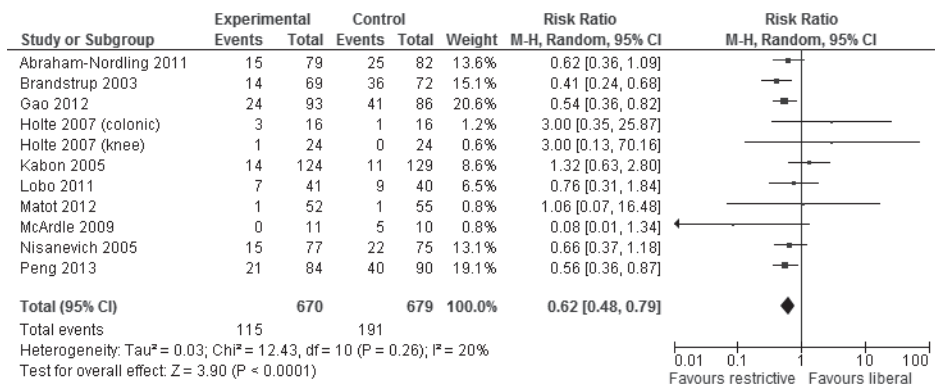 Experimental Control Risk Ratio Risk Ratio
Study or Subgroup Events Total Events Total Weight M-H, Random, 95% CI M-H, Random, 95% CI
Abraham-Nordling 2011 15 79 25 82 13.6% 0.62 [0.36, 1.09]
Brandstrup 2003 14 69 36 72 15.1% 0.41 [0.24, 0.68]
Gao 2012 24 93 41 86 20.6% 0.54 [0.36, 0.82]
Holte 2007 (colonic) 3 16 1 16 1.2% 3.00 [0.35, 25.87]
Holte 2007 (knee) 1 24 0 24 0.6% 3.00 [0.13, 70.16]
Kabon 2005 14 124 11 129 8.6% 1.32 [0.63, 2.80]
Lobo 2011 7 41 9 40 6.5% 0.76 [0.31, 1.84]
Matot 2012 1 52 1 55 0.8% 1.06 [0.07, 16.48]
McArdle 2009 0 11 5 10 0.8% 0.08 [0.01, 1.34]
Nisanevich 2005 15 77 22 75 13.1% 0.66 [0.37, 1.18]
Peng 2013 21 84 40 90 19.1% 0.56 [0.36, 0.87]
Total (95% CI) 670 679 100.0% 0.62 [0.48, 0.79]
Total events 115 191
Heterogeneity: Tau² = 0.03; Chi² = 12.43, df = 10 (P = 0.26); I² = 20%
Test for overall effect: Z = 3.90 (P < 0.0001)
0.01 0.1 1 10 100
Favours restrictive Favours liberal